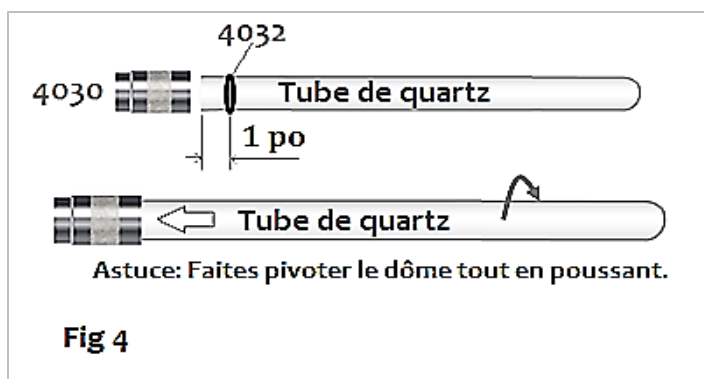 4032
4030
Tube de quartz
1 po
Tube de quartz
Astuce: Faites pivoter le dôme tout en poussant.
Fig 4